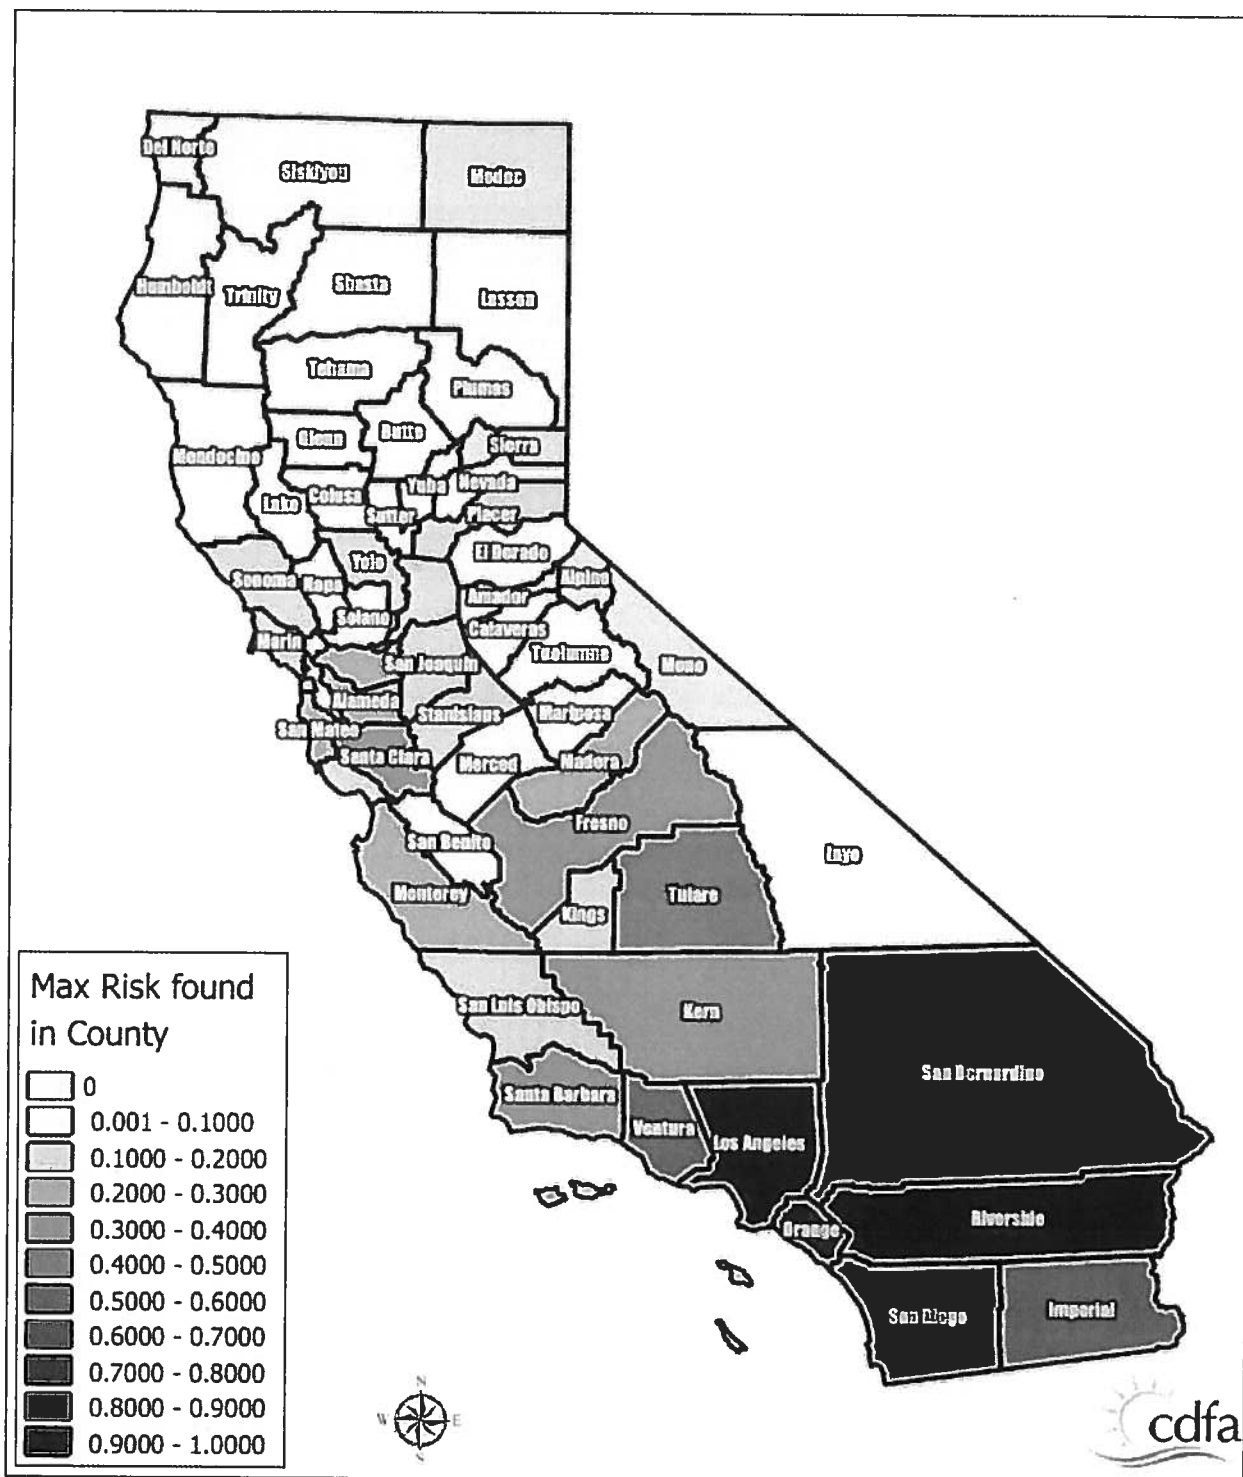 Del Norte
Siskiyou
Modoc
Humboldt
Trinity
Shasta
Lassen
Tehama
Plumas
Glenn
Butte
Sierra
Mendocino
Lake
Colusa
Yuba
Nevada
Sutter
Placer
Yolo
El Dorado
Sonoma
Napa
Alpine
Amador
Solano
Calaveras
Marin
Tuolumne
San Joaquin
Mono
Alameda
Stanislaus
Mariposa
San Mateo
Santa Clara
Merced
Madera
Fresno
San Benito
Inyo
Monterey
Tulare
Kings
San Luis Obispo
Kern
San Bernardino
Santa Barbara
Ventura
Los Angeles
Orange
Riverside
San Diego
Imperial
Max Risk found
in County
0
0.001 - 0.1000
0.1000 - 0.2000
0.2000 - 0.3000
0.3000 - 0.4000
0.4000 - 0.5000
0.5000 - 0.6000
0.6000 - 0.7000
0.7000 - 0.8000
0.8000 - 0.9000
0.9000 - 1.0000
N
W E
S
cdfa